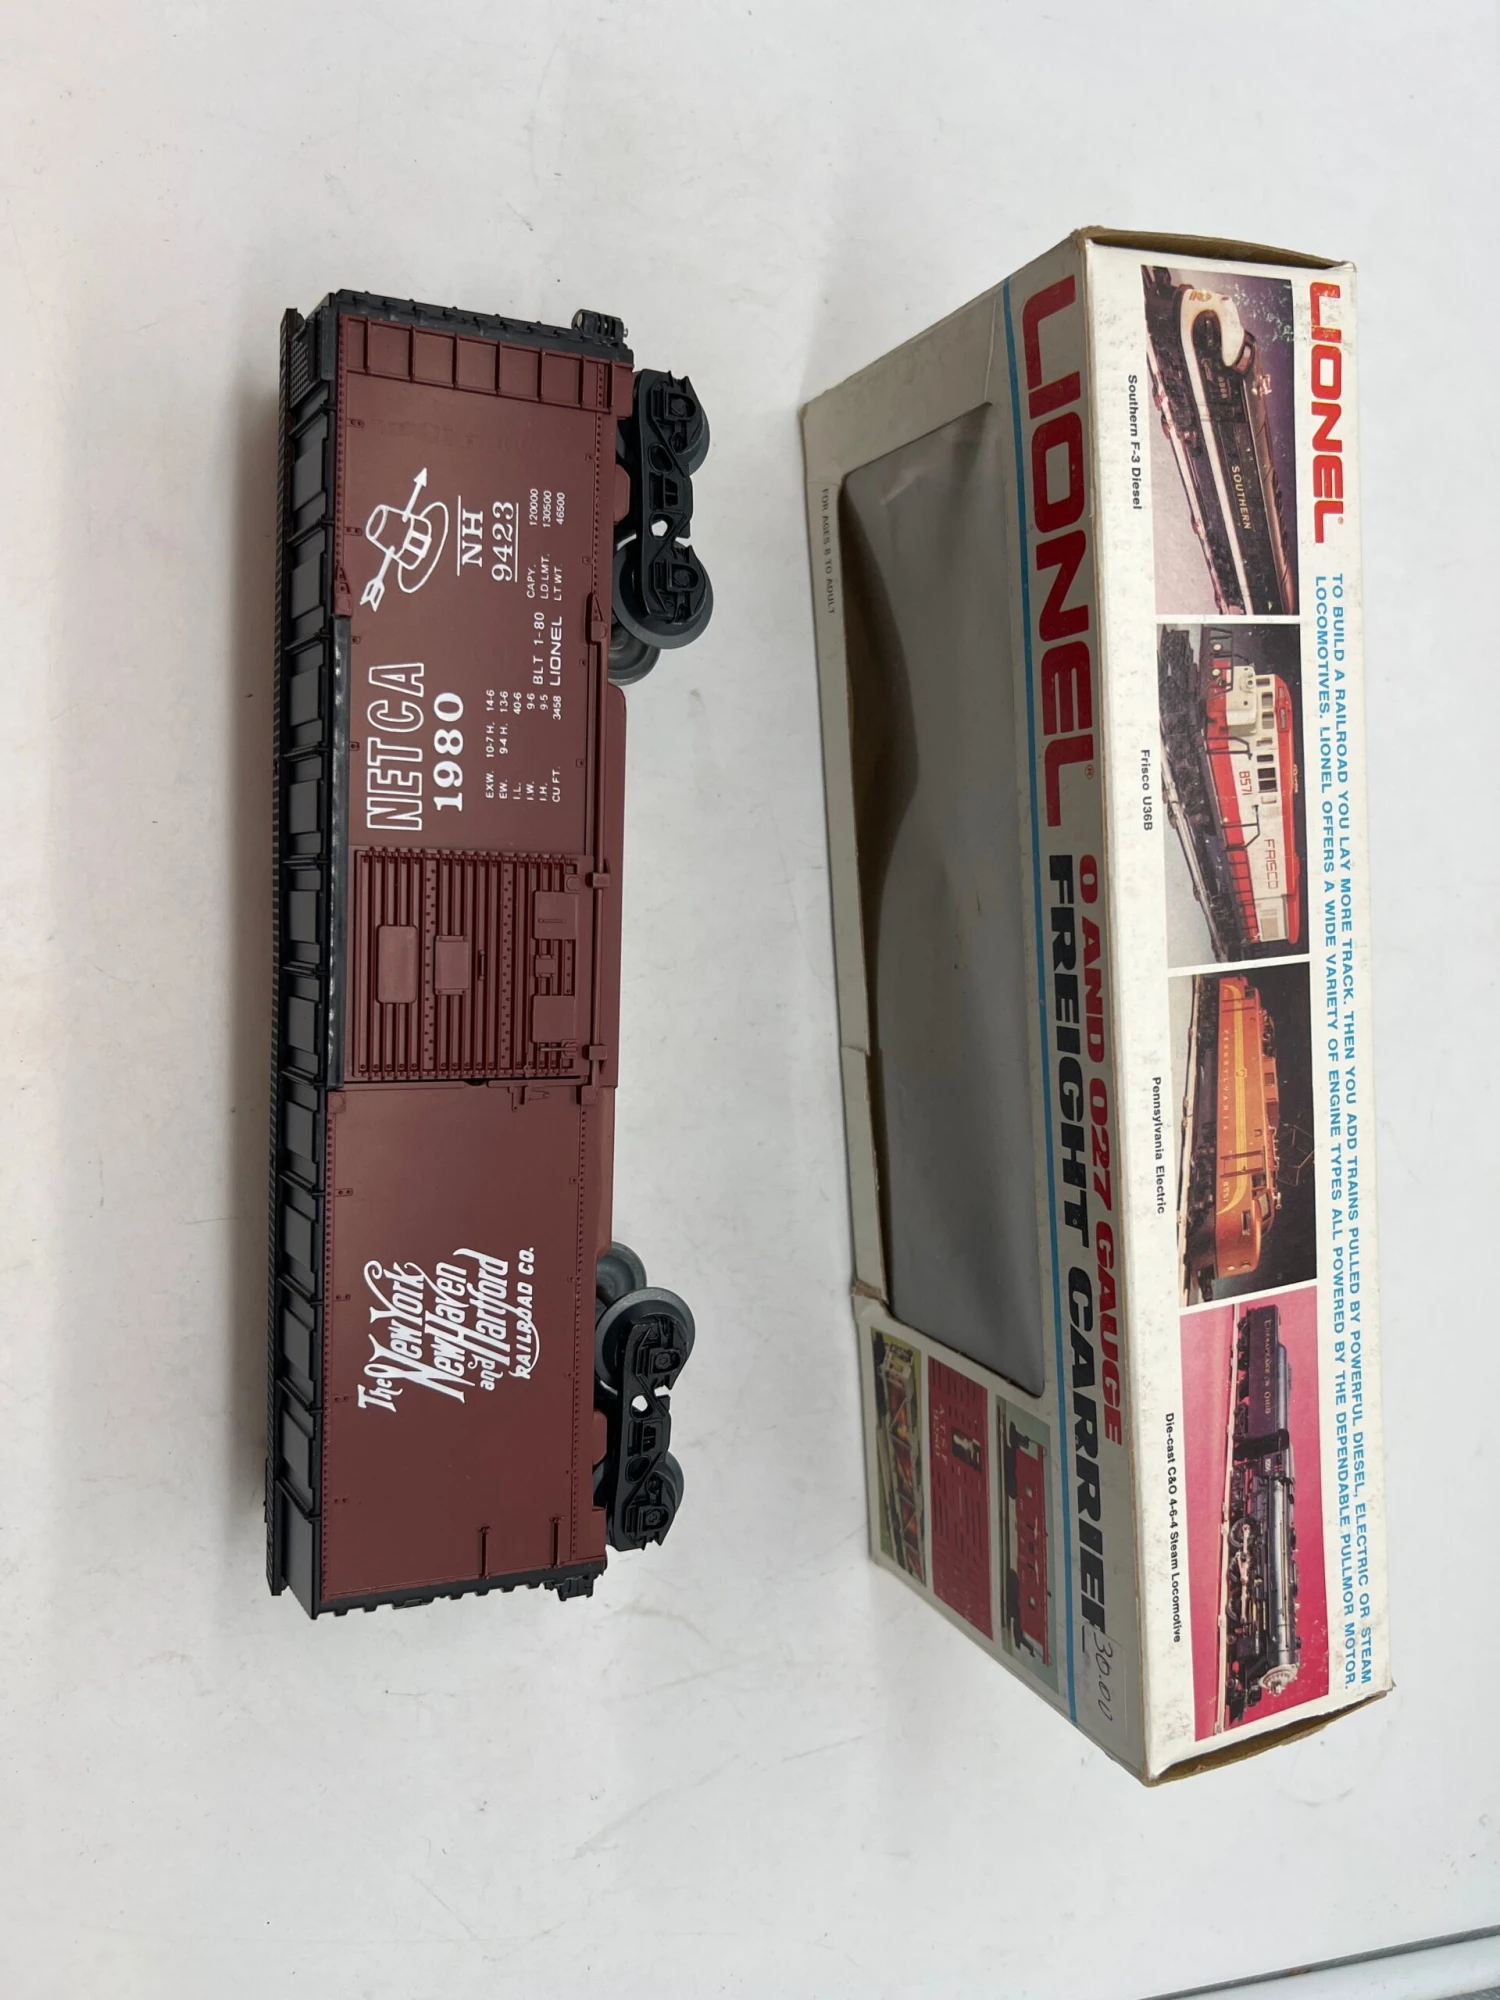 NETCA
1980
NH
9423
EXW. 10-7 H. 14-6
EW. 9-4 H. 13-6
I.L. 40-6
I.W. 9-6
I.H. 9-5
CU FT. 3458
BLT 1-80
LIONEL
CAPY. 120000
LD LMT. 130500
LT WT. 46500
The New York
New Haven
and Hartford
RAILROAD CO.
FOR AGES 8 TO ADULT
LIONEL®
O AND O27 GAUGE
FREIGHT CARRIER
30.00
LIONEL®
TO BUILD A RAILROAD YOU LAY MORE TRACK. THEN YOU ADD TRAINS PULLED BY POWERFUL DIESEL, ELECTRIC OR STEAM
LOCOMOTIVES. LIONEL OFFERS A WIDE VARIETY OF ENGINE TYPES ALL POWERED BY THE DEPENDABLE PULLMOR MOTOR.
SOUTHERN
Southern F-3 Diesel
8571
FRISCO
Frisco U36B
PENNSYLVANIA
8551
Pennsylvania Electric
CHESAPEAKE & OHIO
Die-cast C&O 4-6-4 Steam Locomotive